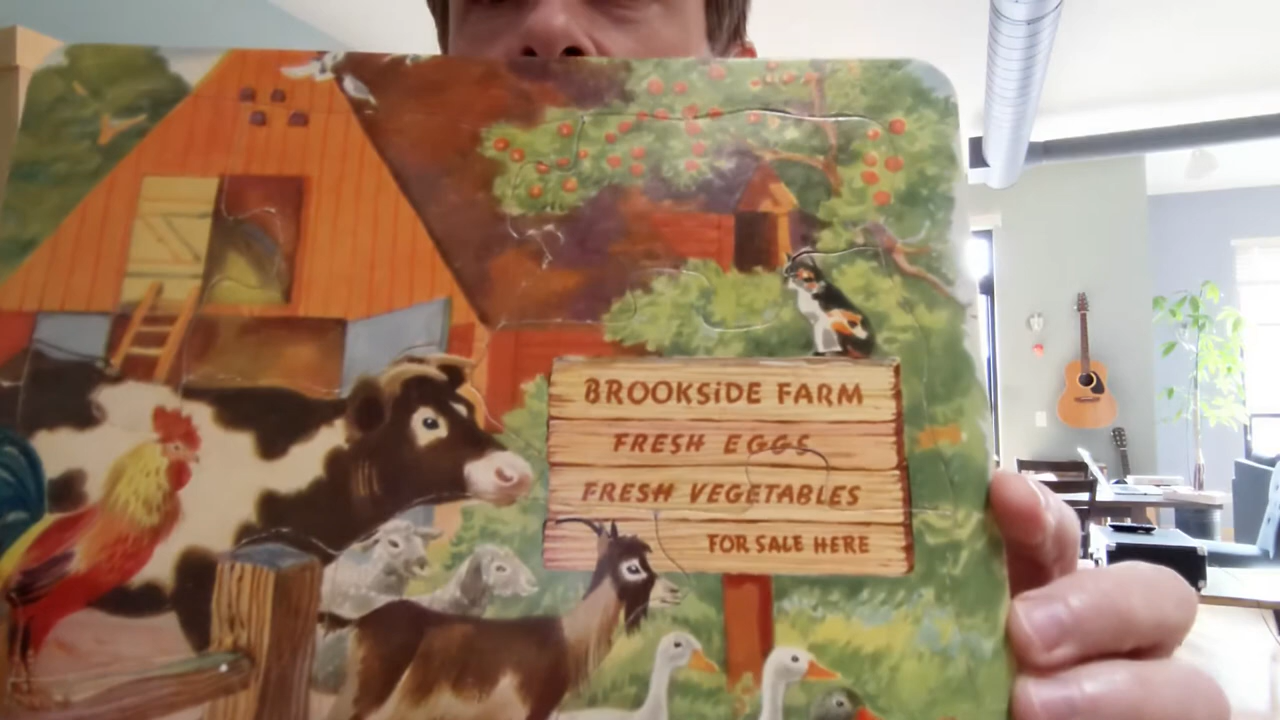 BROOKSiDE FARM
FRESH EGGS
FRESH VEGETABLES
FOR SALE HERE